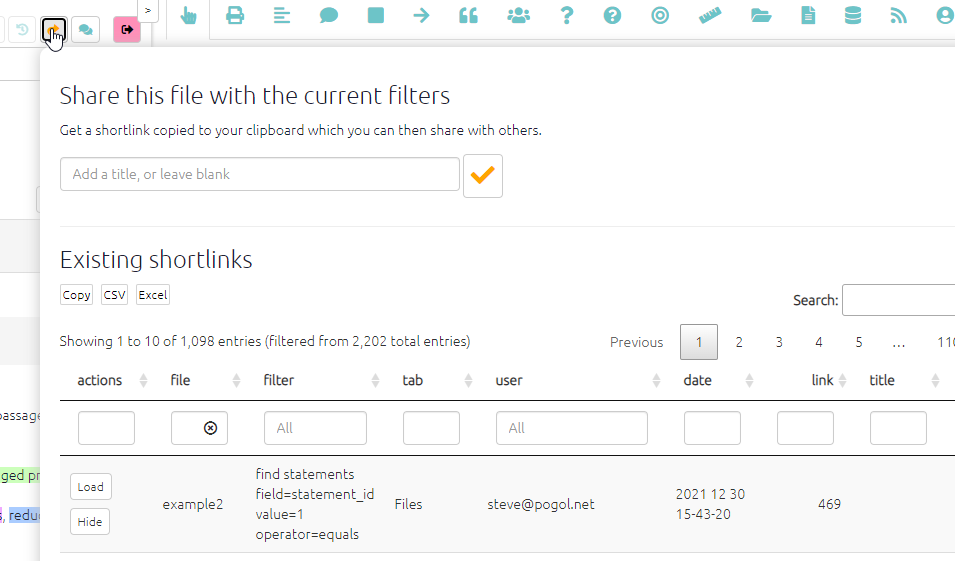 >
Share this file with the current filters
Get a shortlink copied to your clipboard which you can then share with others.
Add a title, or leave blank
Existing shortlinks
Copy CSV Excel
Search:
Showing 1 to 10 of 1,098 entries (filtered from 2,202 total entries)
Previous 1 2 3 4 5 … 110
actions file filter tab user date link title
All All
Load
Hide
example2
find statements
field=statement_id
value=1
operator=equals
Files
steve@pogol.net
2021 12 30
15-43-20
469